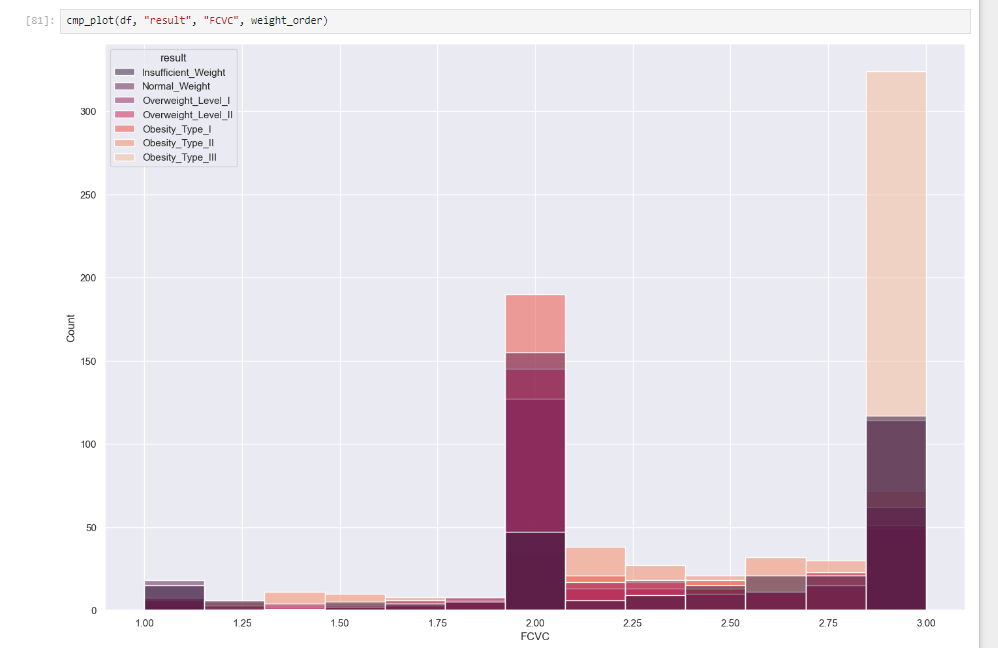 [81]: cmp_plot(df, "result", "FCVC", weight_order)
result
Insufficient_Weight
Normal_Weight
Overweight_Level_I
Overweight_Level_II
Obesity_Type_I
Obesity_Type_II
Obesity_Type_III
300
250
200
150
100
50
0
Count
1.00 1.25 1.50 1.75 2.00 2.25 2.50 2.75 3.00
FCVC